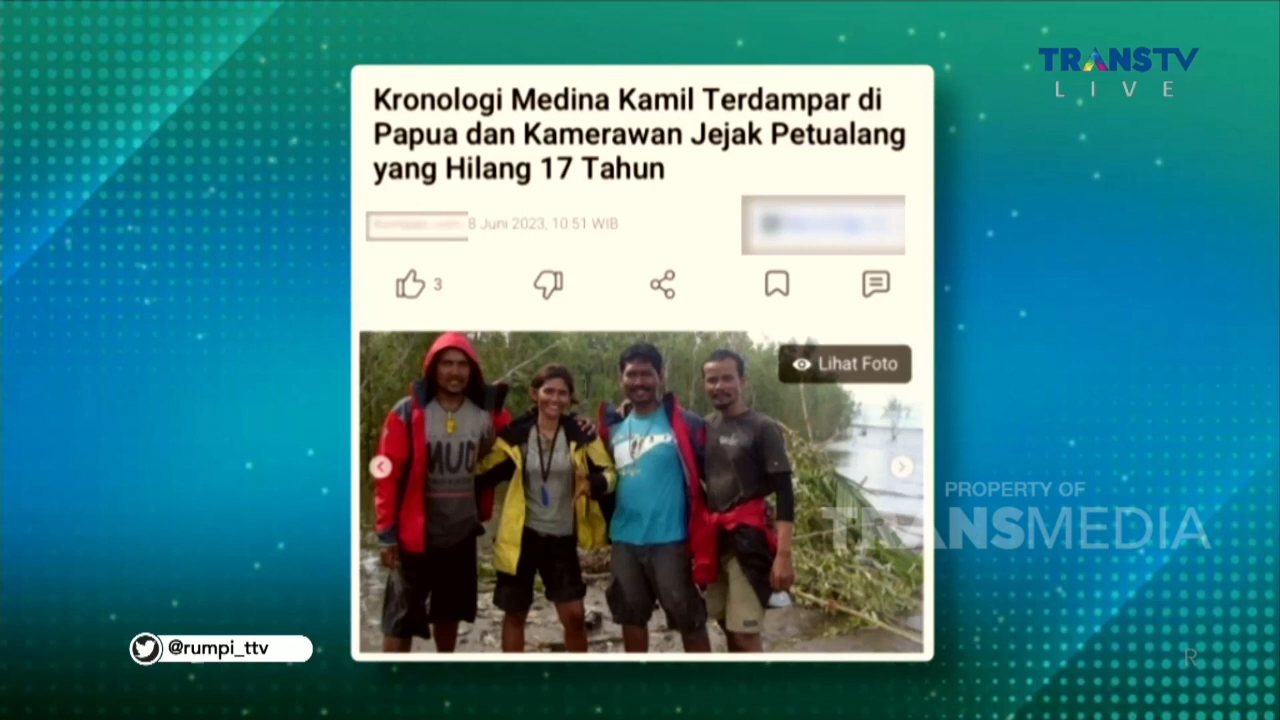 TRANSTV
LIVE
Kronologi Medina Kamil Terdampar di
Papua dan Kamerawan Jejak Petualang
yang Hilang 17 Tahun
8 Juni 2023, 10:51 WIB
3
Lihat Foto
MUD
PROPERTY OF
TRANSMEDIA
@rumpi_ttv
R